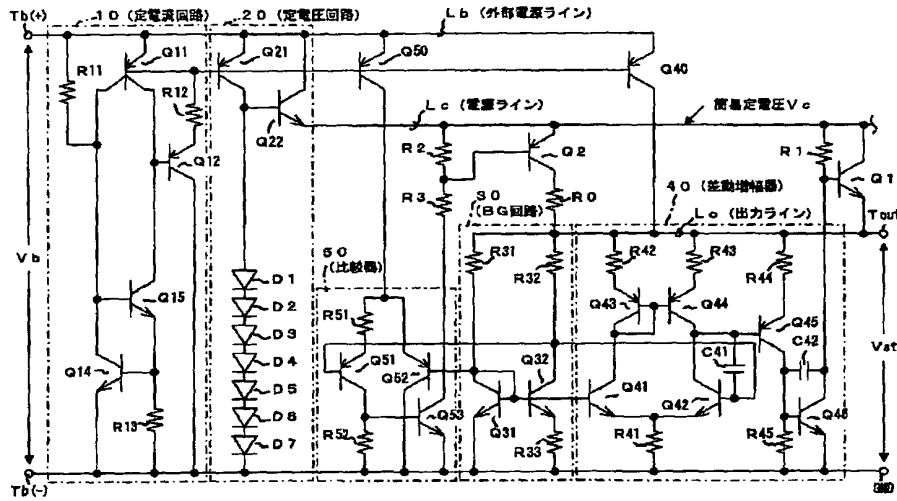 Tb(+)
10(定電流回路)
20(定電圧回路)
Lb(外部電源ライン)
Q11
Q21
Q50
Q40
R11
R12
Q22
Lc(電源ライン)
簡易定電圧Vc
Q12
R2
Q2
R1
Q1
R3
R0
30
(BG回路)
40(差動増幅器)
Lo(出力ライン)
Tout
Vb
50
(比較器)
R31
R32
R42
R43
R44
D1
Q15
D2
Q43
Q44
D3
R51
Q45
Vst
D4
Q51
Q32
C41
C42
Q14
D5
Q52
Q41
Q42
D6
Q53
Q46
R13
D7
R52
Q31
R33
R41
R45
Tb(-)
GND